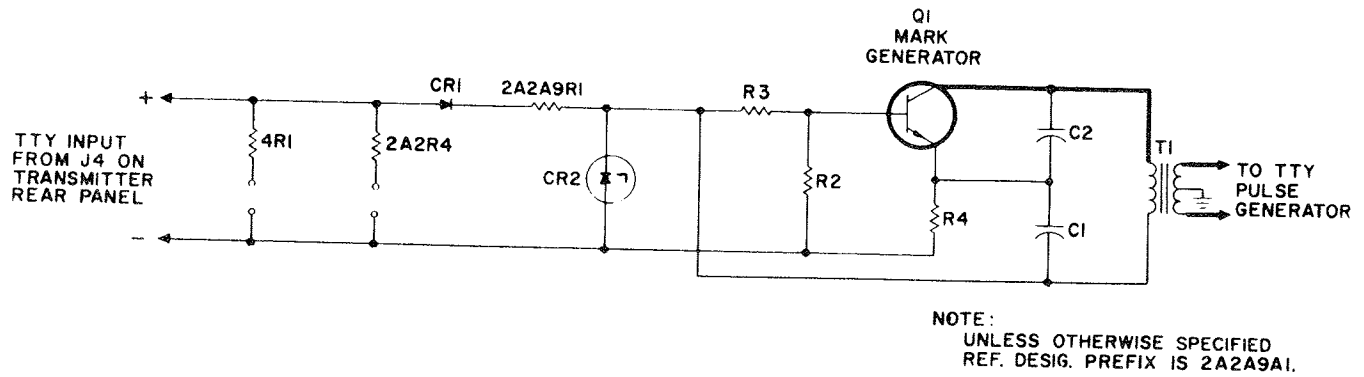 Q1
MARK
GENERATOR
CR1
2A2A9R1
R3
+
4R1
2A2R4
C2
T1
TTY INPUT
FROM J4 ON
TRANSMITTER
REAR PANEL
TO TTY
PULSE
GENERATOR
CR2
R2
R4
C1
-
NOTE:
UNLESS OTHERWISE SPECIFIED
REF. DESIG. PREFIX IS 2A2A9A1.